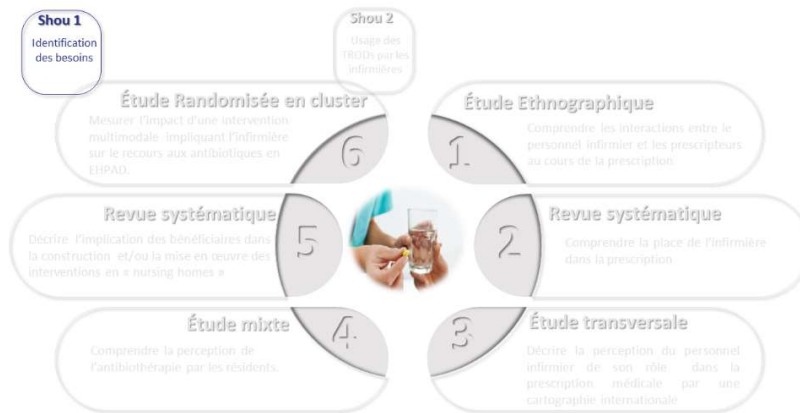 Shou 1
Identification
des besoins
Shou 2
Usage des
TRODs par les
infirmières
Étude Randomisée en cluster
Mesurer l'impact d'une intervention
multimodale impliquant l'infirmière
sur le recours aux antibiotiques en
EHPAD.
6
Étude Ethnographique
Comprendre les interactions entre le
personnel infirmier et les prescripteurs
au cours de la prescription
1
Revue systématique
Décrire l'implication des bénéficiaires dans
la construction et/ou la mise en œuvre des
interventions en « nursing homes »
5
Revue systématique
Comprendre la place de l'infirmière
dans la prescription
2
Étude mixte
Comprendre la perception de
l'antibiothérapie par les résidents.
4
Étude transversale
Décrire la perception du personnel
infirmier de son rôle dans la
prescription médicale par une
cartographie internationale
3